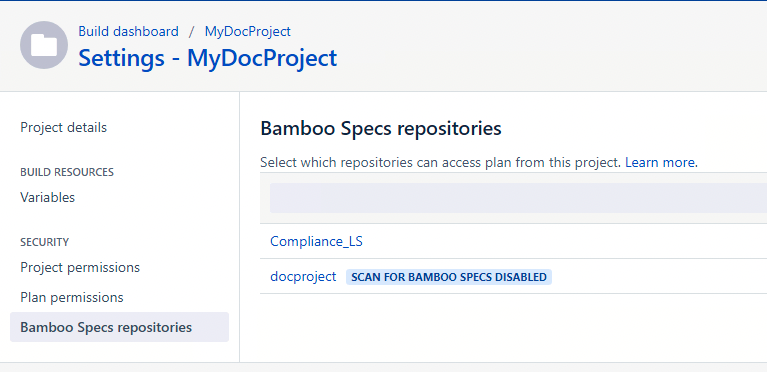 Build dashboard / MyDocProject
Settings - MyDocProject
Project details
BUILD RESOURCES
Variables
SECURITY
Project permissions
Plan permissions
Bamboo Specs repositories
Bamboo Specs repositories
Select which repositories can access plan from this project. Learn more.
Compliance_LS
docproject SCAN FOR BAMBOO SPECS DISABLED